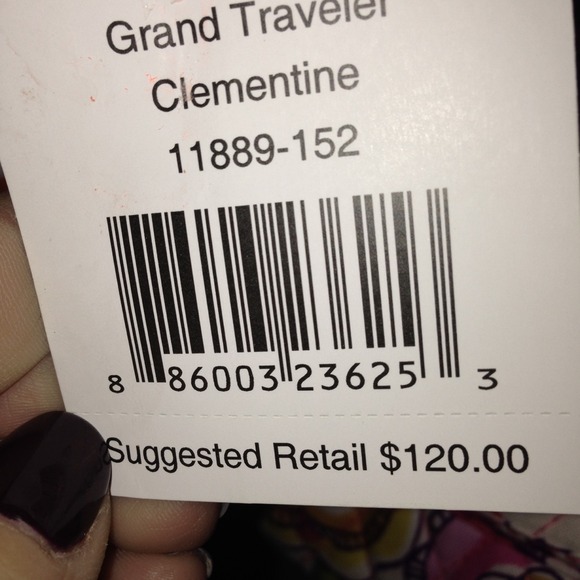 Grand Traveler
Clementine
11889-152
8 86003 23625 3
Suggested Retail $120.00